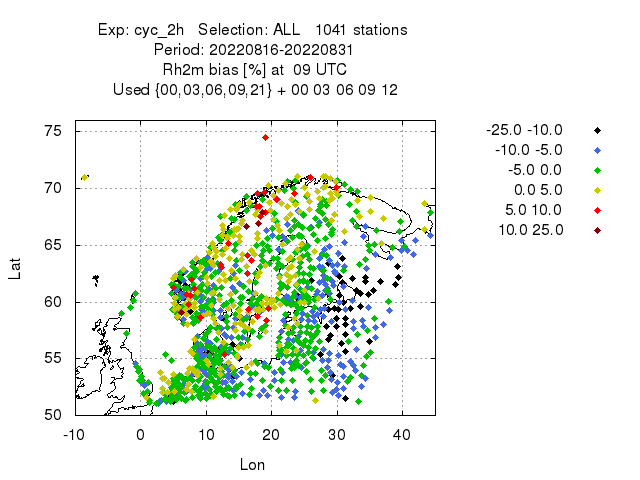 Exp: cyc_2h   Selection: ALL   1041 stations
Period: 20220816-20220831
Rh2m bias [%] at  09 UTC
Used {00,03,06,09,21} + 00 03 06 09 12
-25.0 -10.0
-10.0 -5.0
-5.0 0.0
0.0 5.0
5.0 10.0
10.0 25.0
75
70
65
60
55
50
Lat
-10 0 10 20 30 40
Lon